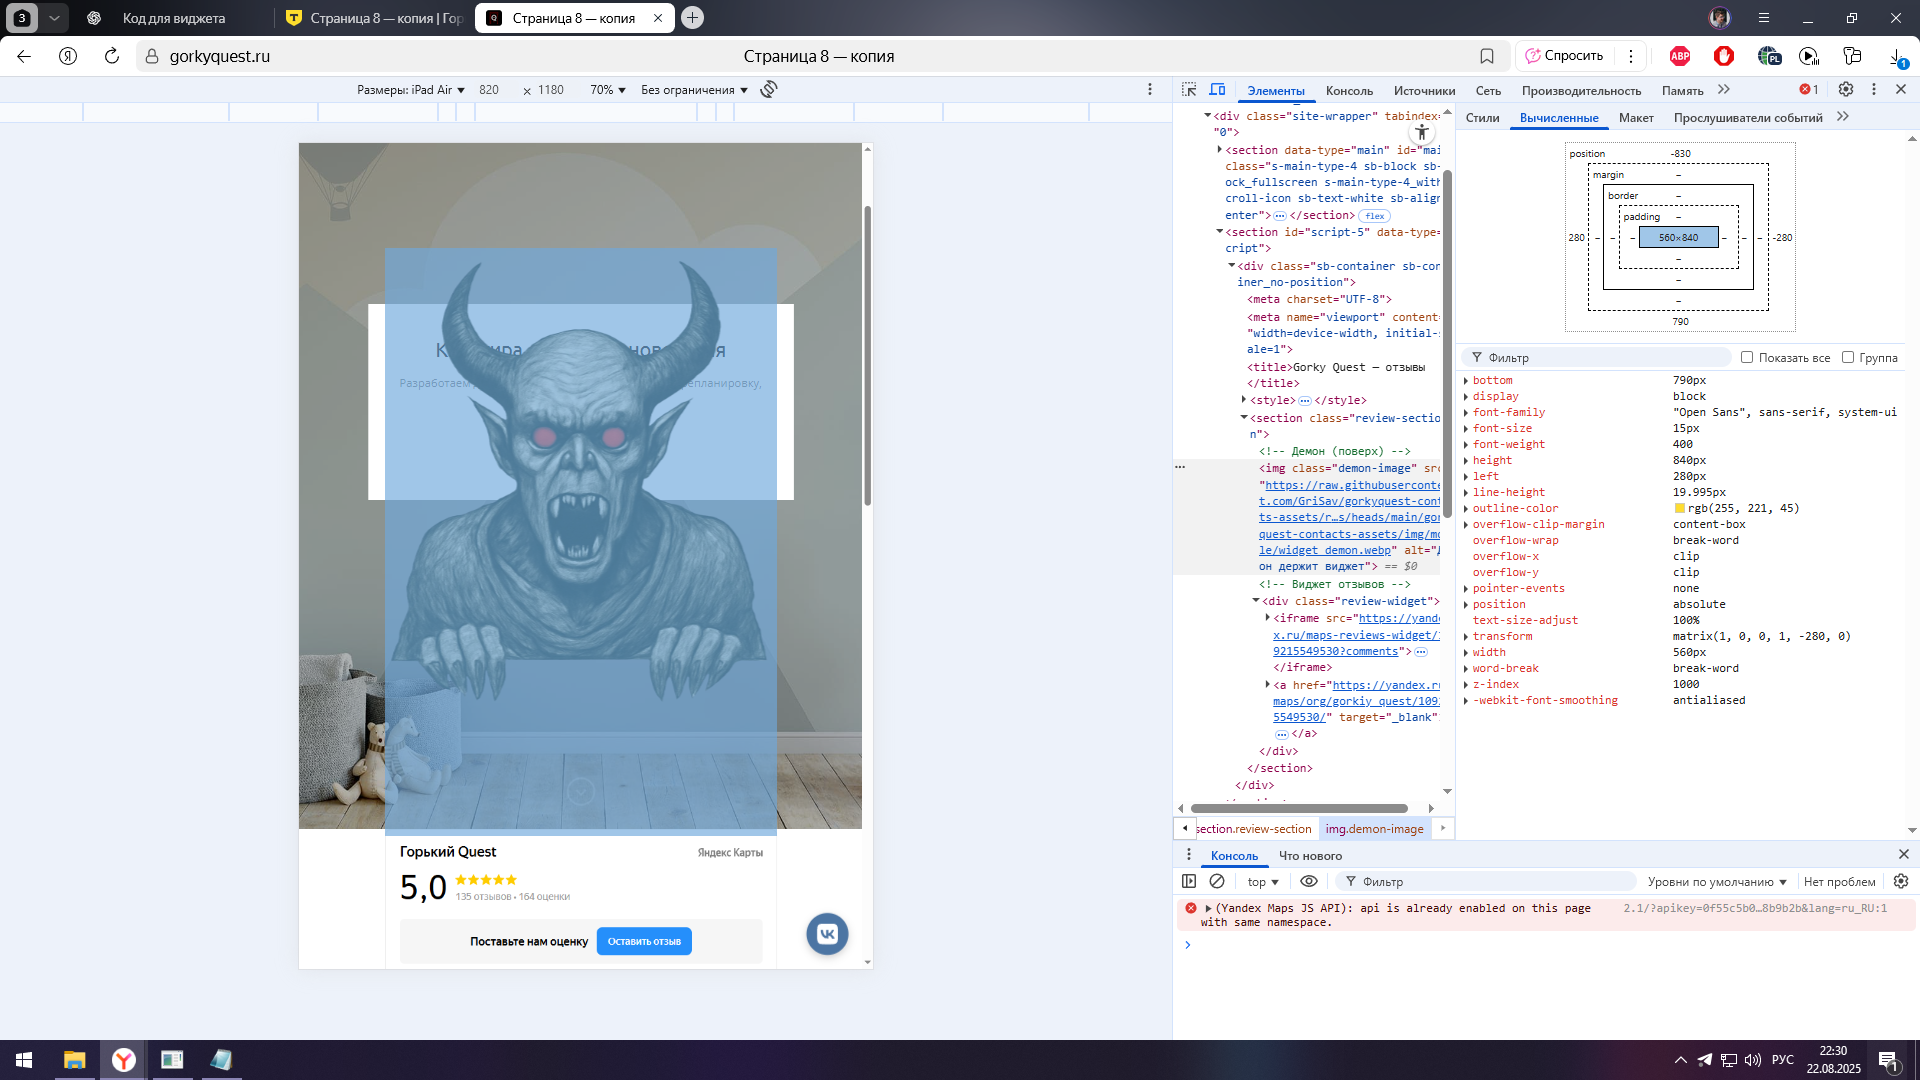 3
Код для виджета
Страница 8 — копия | Гор
Страница 8 — копия
gorkyquest.ru
Страница 8 — копия
Спросить
ABP
PL
1
Размеры: iPad Air
820
×
1180
70%
Без ограничения
Элементы
Консоль
Источники
Сеть
Производительность
Память
1
<div class="site-wrapper" tabindex=
"0">
<section data-type="main" id="mai
class="s-main-type-4 sb-block sb-
ock_fullscreen s-main-type-4_with
croll-icon sb-text-white sb-align
enter"> ⋯ </section> flex
<section id="script-5" data-type=
cript">
<div class="sb-container sb-con
iner_no-position">
<meta charset="UTF-8">
<meta name="viewport" content=
"width=device-width, initial-s
ale=1">
<title>Gorky Quest — отзывы
</title>
<style> ⋯ </style>
<section class="review-sectio
n">
<!-- Демон (поверх) -->
<img class="demon-image" src
"https://raw.githubuserconte
t.com/GriSav/gorkyquest-cont
ts-assets/r…s/heads/main/gor
quest-contacts-assets/img/mo
le/widget_demon.webp" alt="Д
он держит виджет"> == $0
<!-- Виджет отзывов -->
<div class="review-widget">
<iframe src="https://yande
x.ru/maps-reviews-widget/1
9215549530?comments"> ⋯
</iframe>
<a href="https://yandex.ru
maps/org/gorkiy_quest/109
5549530/" target="_blank"
⋯ </a>
</div>
</section>
</div>
section.review-section
img.demon-image
Стили
Вычисленные
Макет
Прослушиватели событий
position
-830
margin
–
border
–
padding
–
280
560×840
-280
790
Фильтр
Показать все
Группа
bottom 790px
display block
font-family "Open Sans", sans-serif, system-ui
font-size 15px
font-weight 400
height 840px
left 280px
line-height 19.995px
outline-color rgb(255, 221, 45)
overflow-clip-margin content-box
overflow-wrap break-word
overflow-x clip
overflow-y clip
pointer-events none
position absolute
text-size-adjust 100%
transform matrix(1, 0, 0, 1, -280, 0)
width 560px
word-break break-word
z-index 1000
-webkit-font-smoothing antialiased
Разработаем
репланировку,
Горький Quest
Яндекс Карты
5,0
135 отзывов • 164 оценки
Поставьте нам оценку
Оставить отзыв
Консоль
Что нового
top
Фильтр
Уровни по умолчанию
Нет проблем
(Yandex Maps JS API): api is already enabled on this page
with same namespace.
2.1/?apikey=0f55c5b0…8b9b2b&lang=ru_RU:1
РУС
22:30
22.08.2025
1